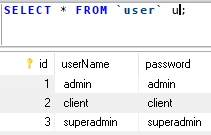 SELECT * FROM `user` u;
id userName password
1 admin admin
2 client client
3 superadmin superadmin